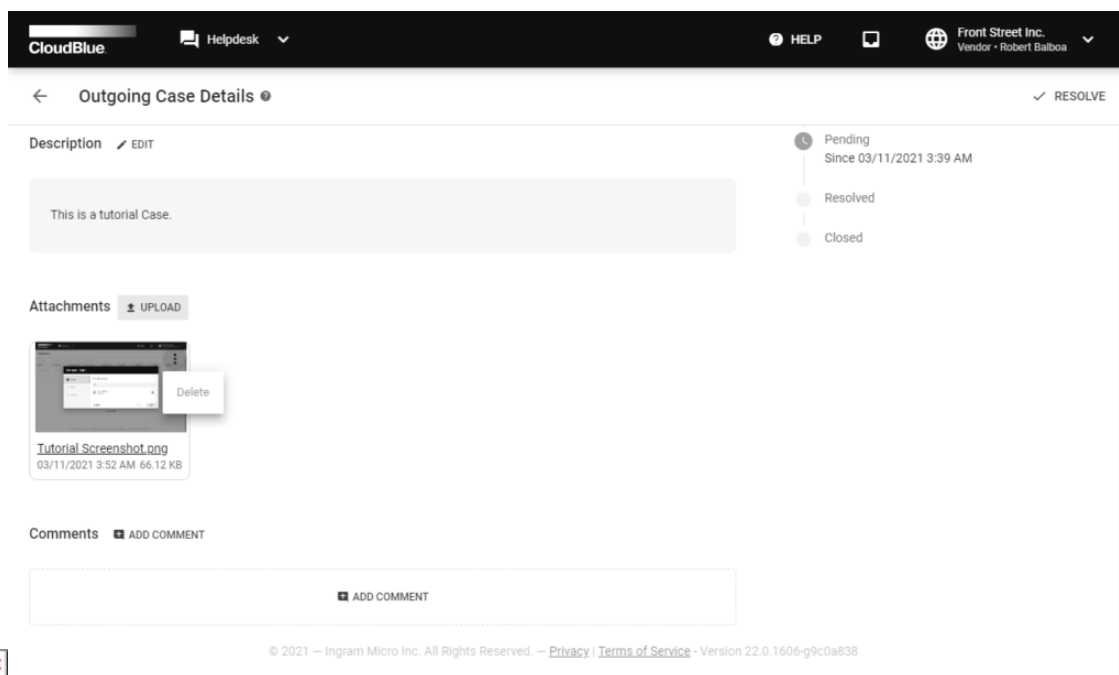 CloudBlue
Helpdesk
HELP
Front Street Inc.
Vendor • Robert Balboa
Outgoing Case Details
RESOLVE
Description EDIT
This is a tutorial Case.
Pending
Since 03/11/2021 3:39 AM
Resolved
Closed
Attachments UPLOAD
Delete
Tutorial Screenshot.png
03/11/2021 3:52 AM 66.12 KB
Comments ADD COMMENT
ADD COMMENT
© 2021 — Ingram Micro Inc. All Rights Reserved. — Privacy | Terms of Service - Version 22.0.1606-g9c0a838